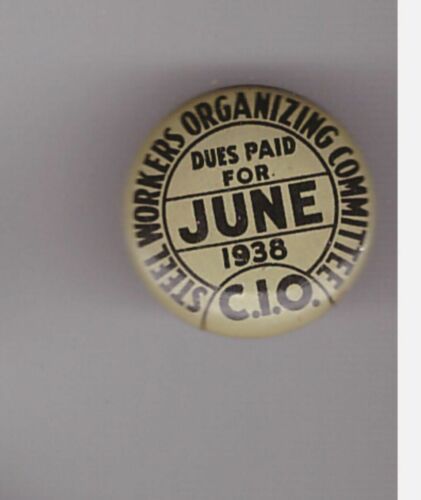 STEEL WORKERS ORGANIZING COMMITTEE
DUES PAID
FOR
JUNE
1938
C.I.O.